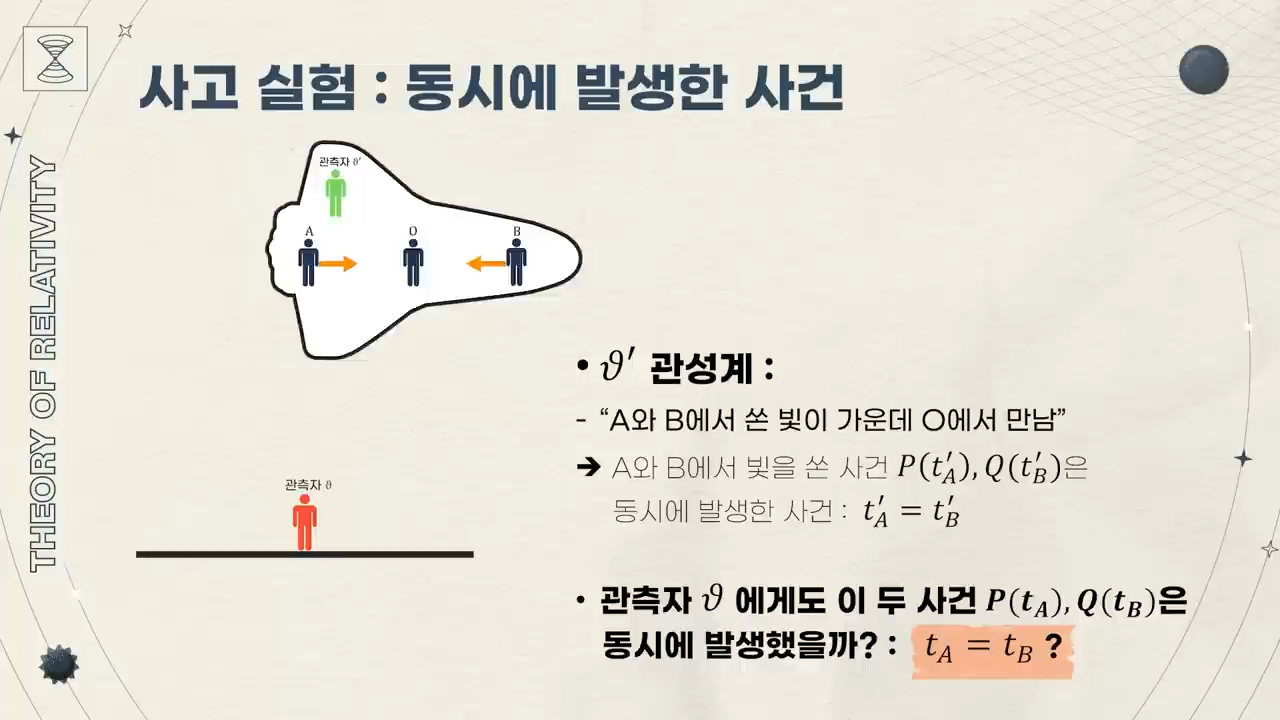 사고 실험 : 동시에 발생한 사건
THEORY OF RELATIVITY
관측자 ϑ′
A
O
B
관측자 ϑ
• ϑ′ 관성계 :
- “A와 B에서 쏜 빛이 가운데 O에서 만남”
➔ A와 B에서 빛을 쏜 사건 P(t′_A), Q(t′_B)은
동시에 발생한 사건 : t′_A = t′_B
• 관측자 ϑ 에게도 이 두 사건 P(t_A), Q(t_B)은
동시에 발생했을까? : t_A = t_B ?